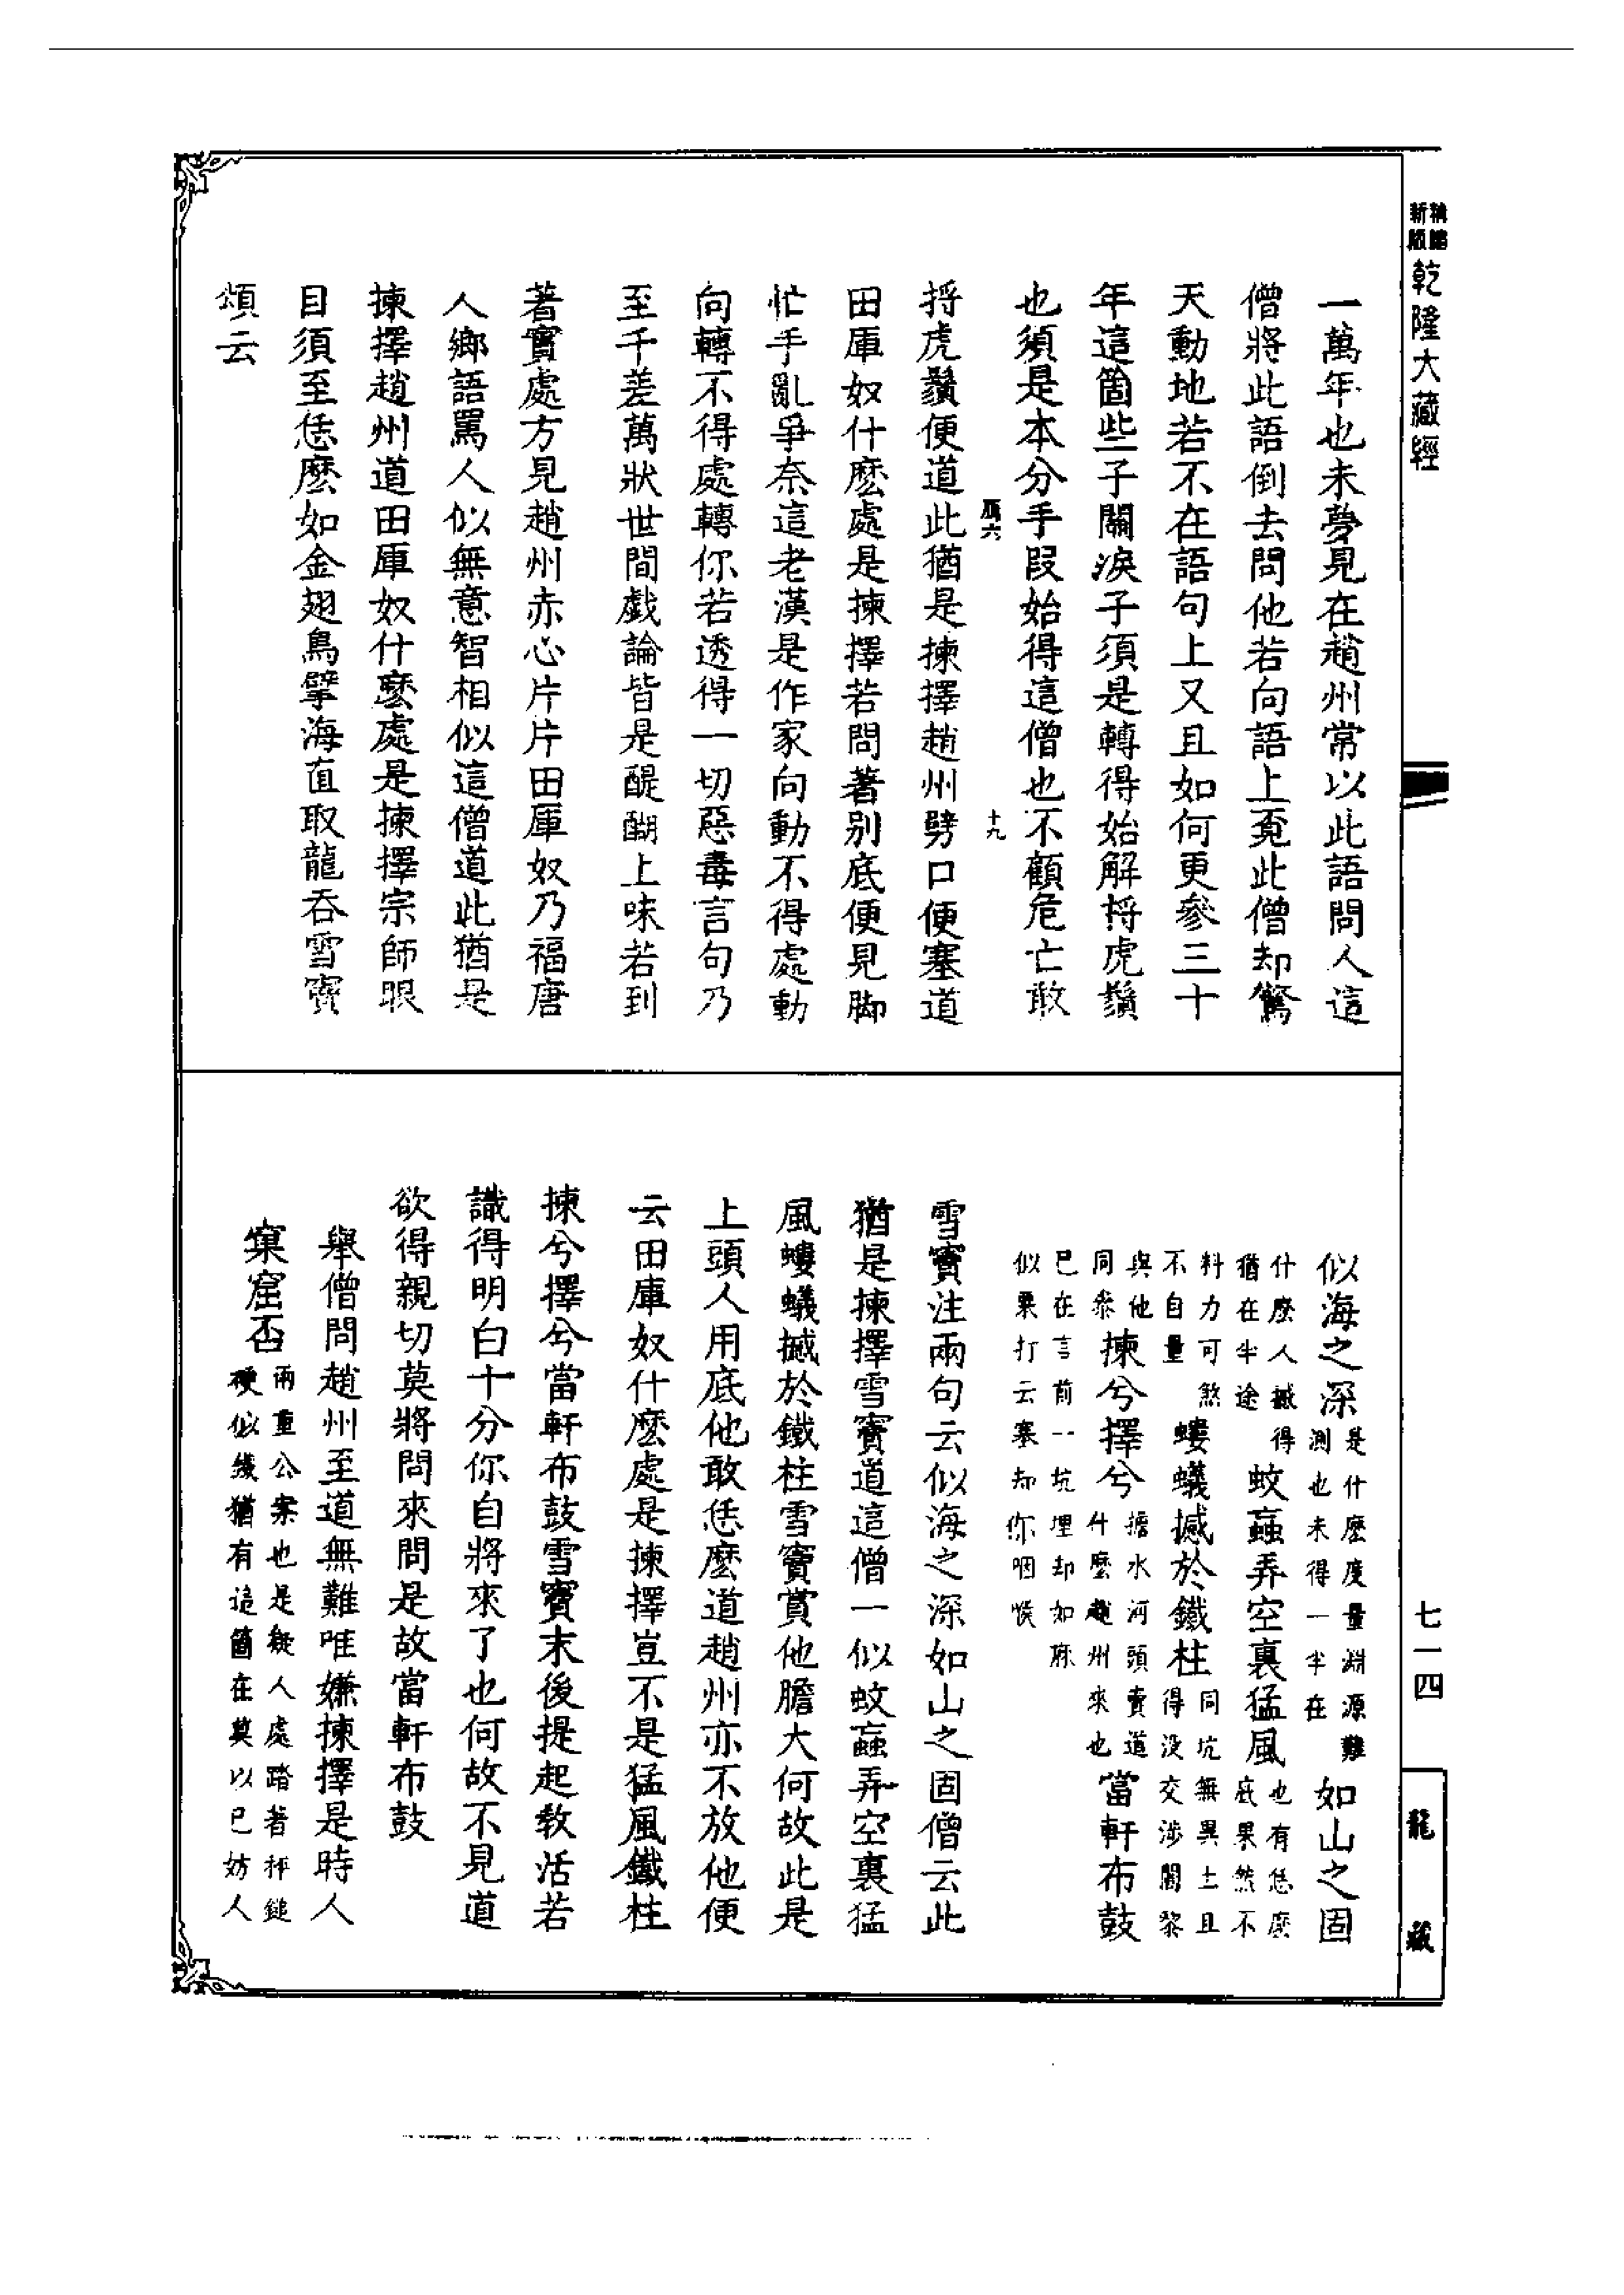 乾隆大藏經
一萬年也未夢見在趙州常以此語問人這
僧將此語倒去問他若向語上覔此僧却驚
天動地若不在語句上又且如何更參三十
年這箇些子關淚子須是轉得始解捋虎鬚
也須是本分手段始得這僧也不顧危亡敢
十九
捋虎鬚便道此猶是揀擇趙州劈口便塞道
田厙奴什麽處是揀擇若問著別底便見脚
忙手亂爭奈這老漢是作家向動不得處動
向轉不得處轉你若透得一切惡毒言句乃
至千差萬狀世間戲論皆是醍醐上味若到
著實處方見趙州赤心片片田厙奴乃福唐
人鄉語罵人似無意智相似這僧道此猶是
揀擇趙州道田厙奴什麽處是揀擇宗師眼
目須至恁麽如金翅鳥擘海直取龍吞雪竇
頌云
似海之深是什麽度量淵源難測也未得一半在如山之固
什麽人撼得猶在半途蚊䖟弄空裏猛風也有恁麽底果然不
料力可煞不自量螻蟻撼於鐵柱同坑無異土且得没交涉闍黎
與他同參揀兮擇兮擔水河頭賣道什麽趙州來也當軒布鼓
已在言前一坑埋却如麻似粟打云塞却你咽喉
雪竇注兩句云似海之深如山之固僧云此
猶是揀擇雪竇道這僧一似蚊䖟弄空裏猛
風螻蟻撼於鐵柱雪竇賞他膽大何故此是
上頭人用底他敢恁麽道趙州亦不放他便
云田厙奴什麽處是揀擇豈不是猛風鐵柱
揀兮擇兮當軒布鼓雪竇末後提起教活若
識得明白十分你自將來了也何故不見道
欲得親切莫將問來問是故當軒布鼓
舉僧問趙州至道無難唯嫌揀擇是時人
窠窟否兩重公案也是疑人處踏著秤鎚硬似鐵猶有這箇在莫以己妨人
七一四
龍藏